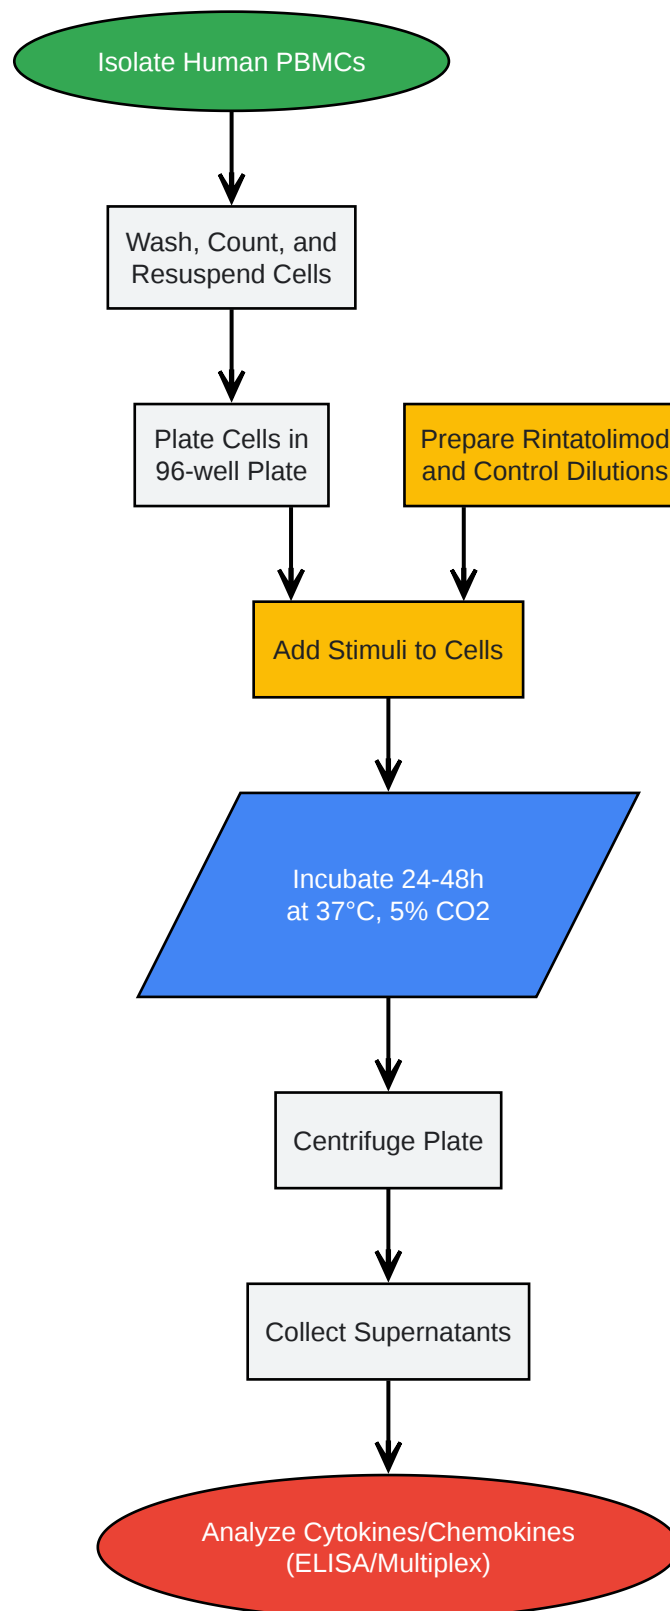 Isolate Human PBMCs
Wash, Count, and
Resuspend Cells
Plate Cells in
96-well Plate
Prepare Rintatolimod
and Control Dilutions
Add Stimuli to Cells
Incubate 24-48h
at 37°C, 5% CO2
Centrifuge Plate
Collect Supernatants
Analyze Cytokines/Chemokines
(ELISA/Multiplex)